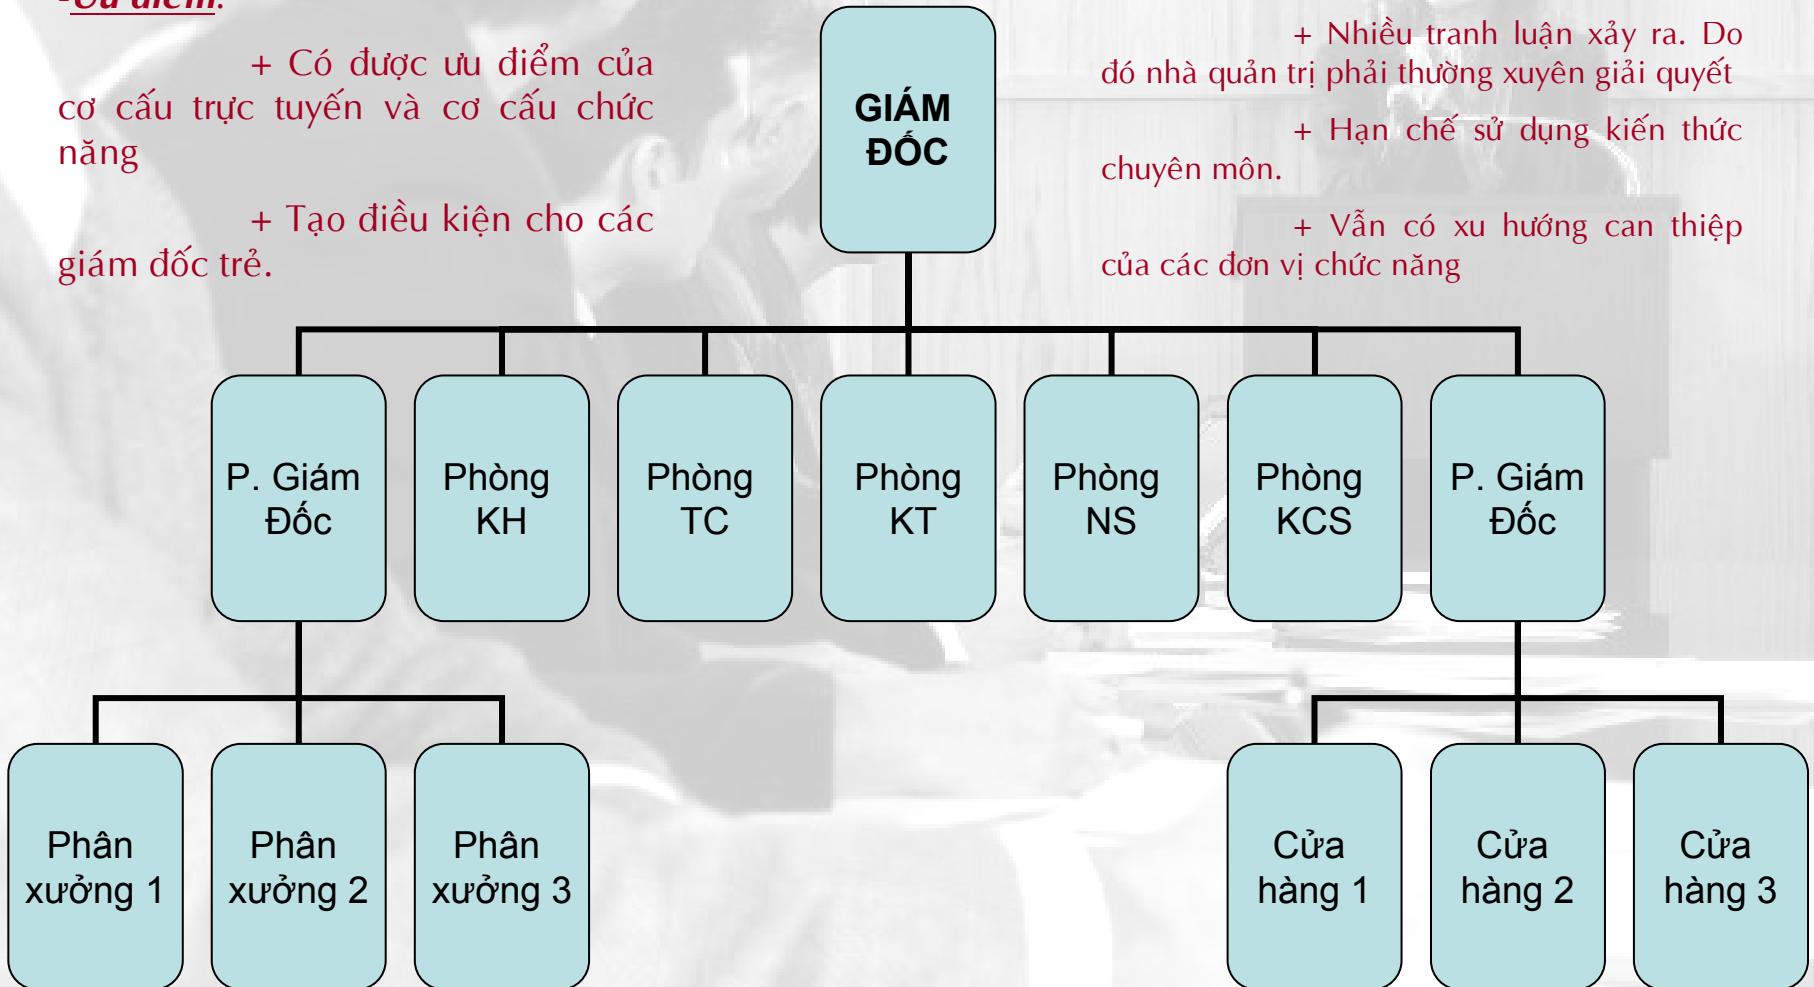 -Ưu điểm:
+ Có được ưu điểm của
cơ cấu trực tuyến và cơ cấu chức
năng
+ Tạo điều kiện cho các
giám đốc trẻ.
+ Nhiều tranh luận xảy ra. Do
đó nhà quản trị phải thường xuyên giải quyết
+ Hạn chế sử dụng kiến thức
chuyên môn.
+ Vẫn có xu hướng can thiệp
của các đơn vị chức năng
GIÁM
ĐỐC
P. Giám
Đốc
Phòng
KH
Phòng
TC
Phòng
KT
Phòng
NS
Phòng
KCS
P. Giám
Đốc
Phân
xưởng 1
Phân
xưởng 2
Phân
xưởng 3
Cửa
hàng 1
Cửa
hàng 2
Cửa
hàng 3